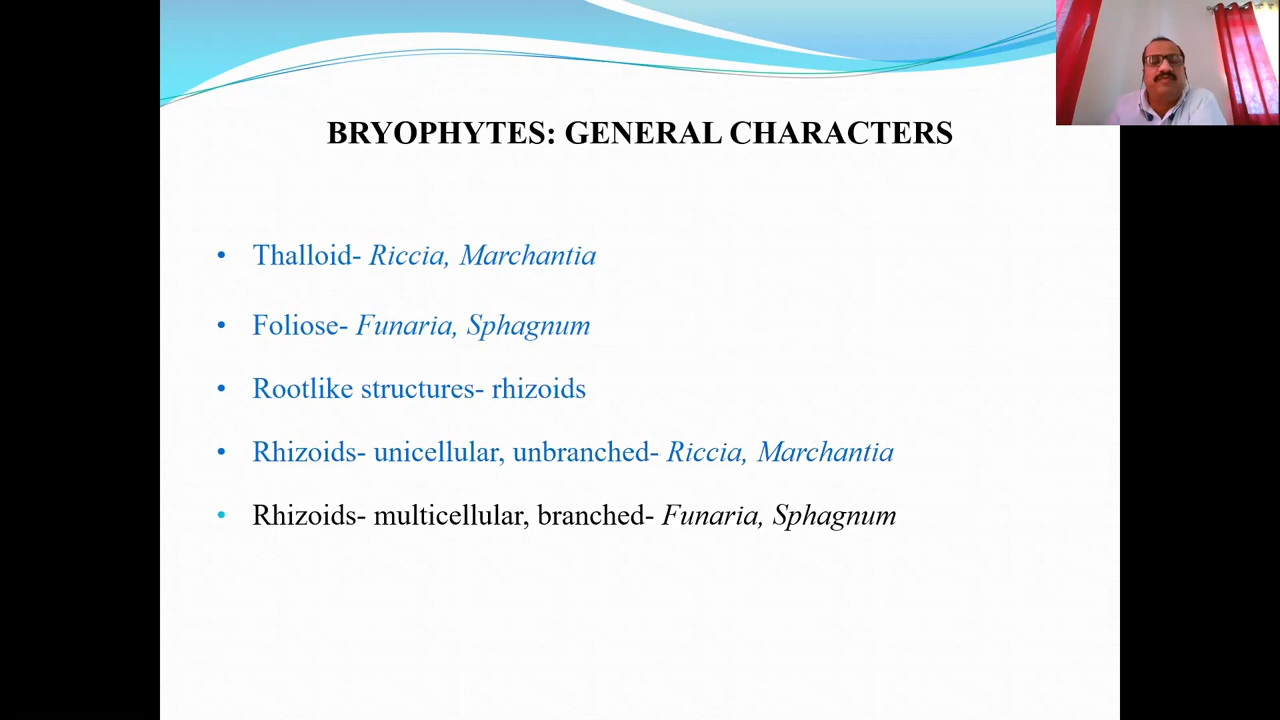 BRYOPHYTES: GENERAL CHARACTERS
• Thalloid- Riccia, Marchantia
• Foliose- Funaria, Sphagnum
• Rootlike structures- rhizoids
• Rhizoids- unicellular, unbranched- Riccia, Marchantia
• Rhizoids- multicellular, branched- Funaria, Sphagnum